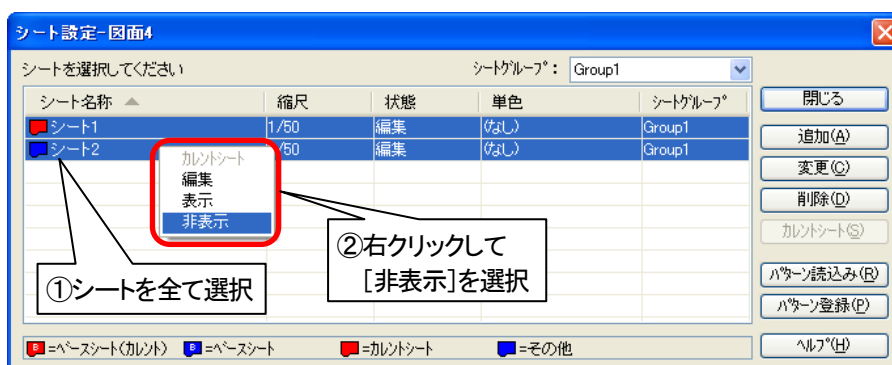 シート設定-図面4
シートを選択してください
シートグループ： Group1
シート名称 縮尺 状態 単色 シートグループ
シート1 1/50 編集 (なし) Group1
シート2 /50 編集 (なし) Group1
カレントシート
編集
表示
非表示
①シートを全て選択
②右クリックして
［非表示］を選択
閉じる
追加(A)
変更(C)
削除(D)
カレントシート(S)
パターン読込み(R)
パターン登録(P)
B =ベースシート(カレント) B =ベースシート =カレントシート =その他
ヘルプ(H)